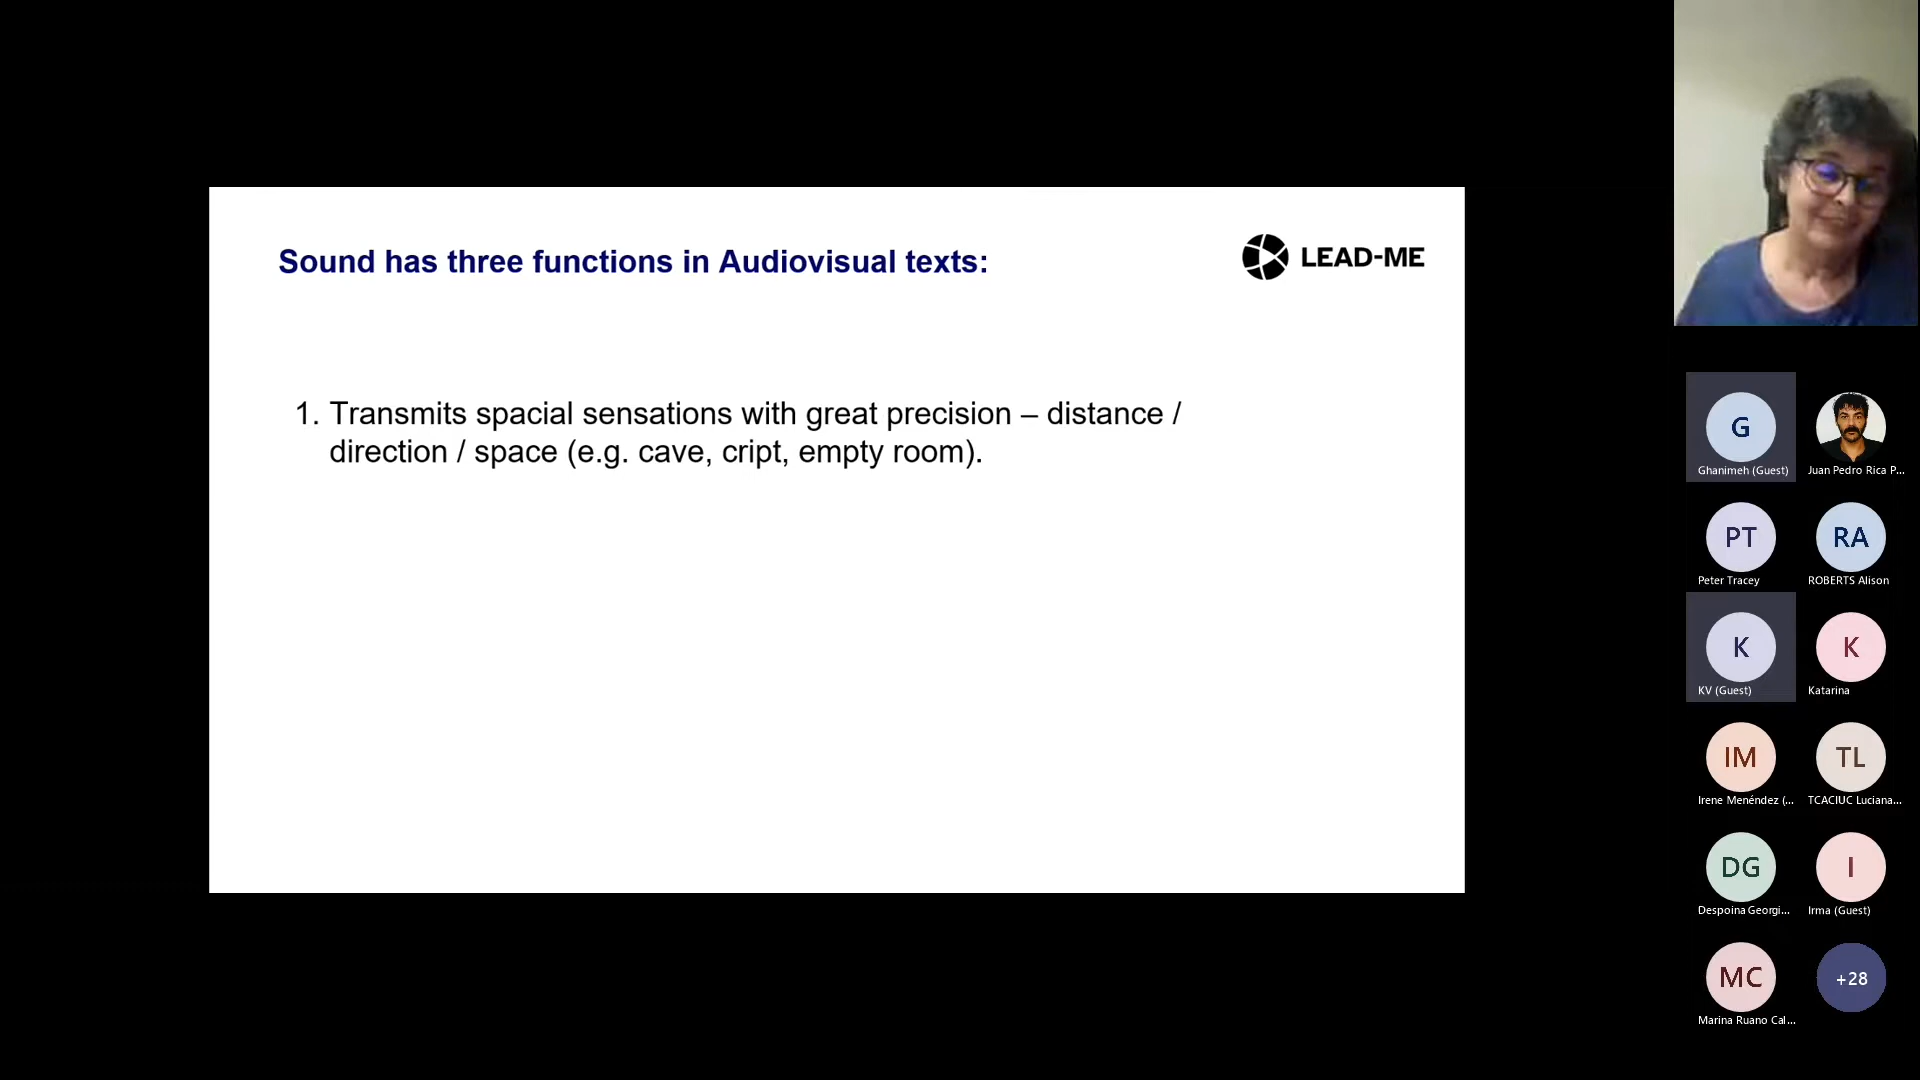 Sound has three functions in Audiovisual texts:
LEAD-ME
1. Transmits spacial sensations with great precision – distance /
direction / space (e.g. cave, cript, empty room).
G
Ghanimeh (Guest)
Juan Pedro Rica P...
PT
Peter Tracey
RA
ROBERTS Alison
K
KV (Guest)
K
Katarina
IM
Irene Menéndez (...
TL
TCACIUC Luciana...
DG
Despoina Georgi...
I
Irma (Guest)
MC
Marina Ruano Cal...
+28